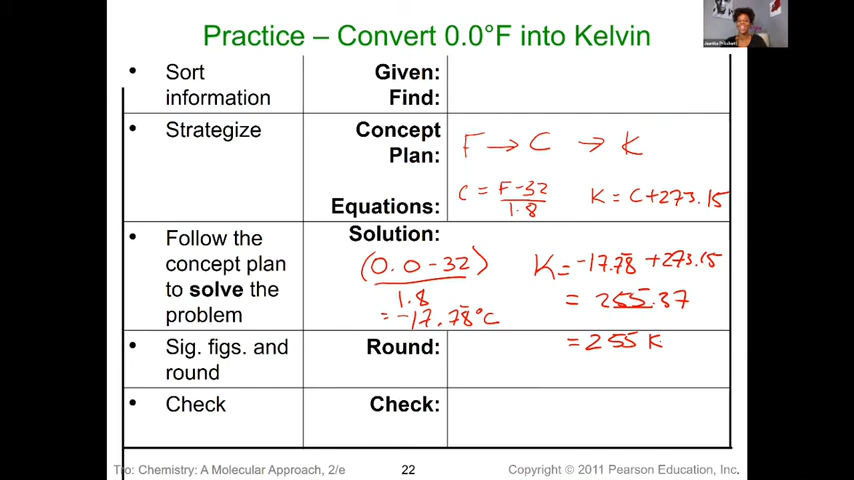 Practice – Convert 0.0°F into Kelvin
• Sort information
Given:
Find:
• Strategize
Concept Plan:
F → C → K
Equations:
C = F-32 / 1.8
K = C+273.15
• Follow the concept plan to solve the problem
Solution:
(0.0-32) / 1.8
= -17.78°C
K = -17.78 +273.15
= 255.37
= 255 K
• Sig. figs. and round
Round:
• Check
Check:
Tro: Chemistry: A Molecular Approach, 2/e
22
Copyright © 2011 Pearson Education, Inc.